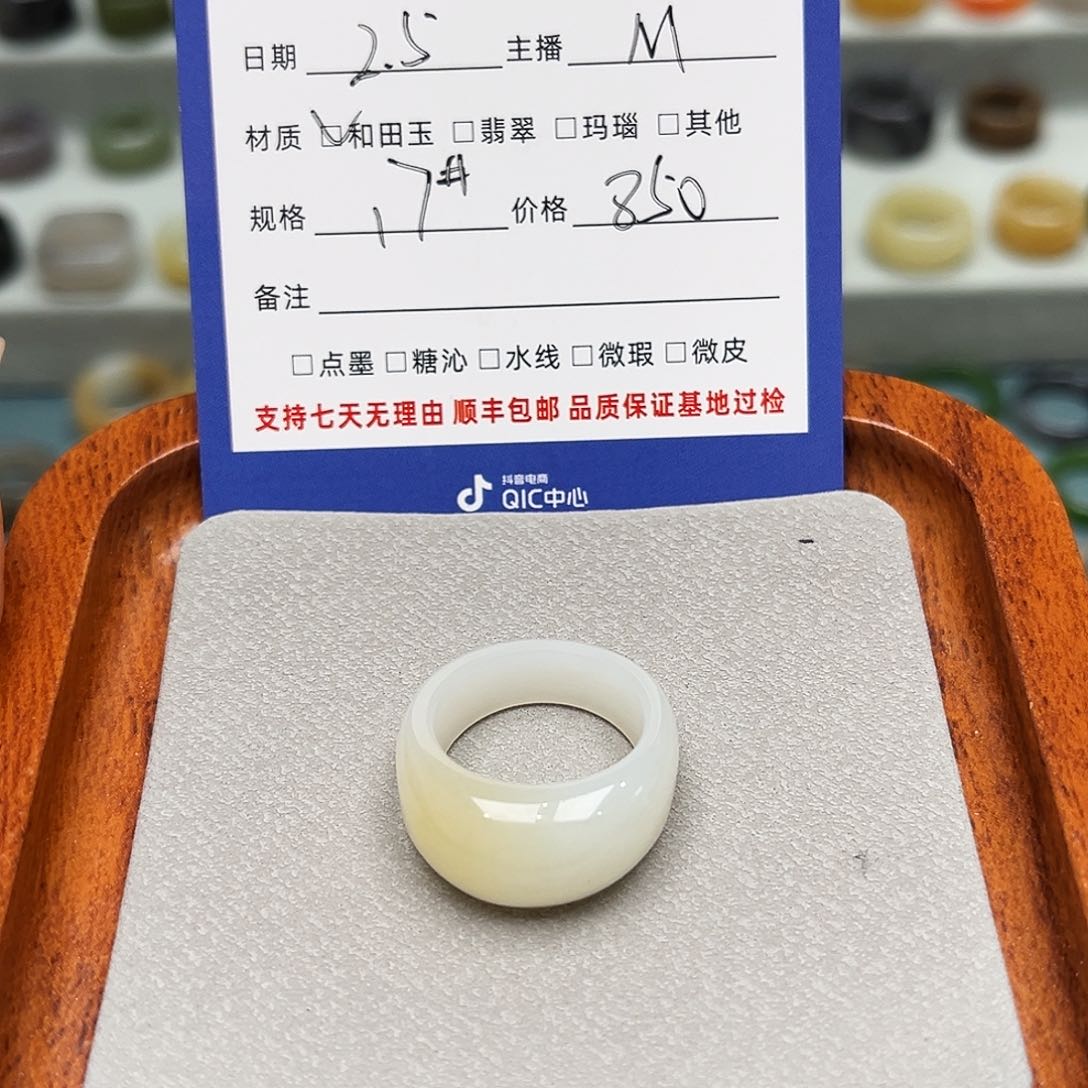 日期 2.5 主播 M
材质 ☑和田玉 □翡翠 □玛瑙 □其他
规格 17# 价格 850
备注
□点墨 □糖沁 □水线 □微瑕 □微皮
支持七天无理由 顺丰包邮 品质保证基地过检
抖音电商
QIC中心